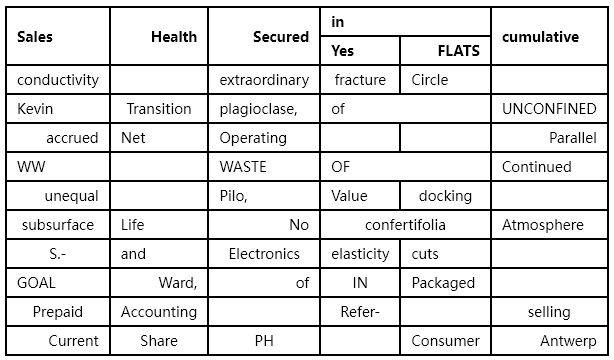 Sales Health Secured in cumulative
Yes FLATS
conductivity extraordinary fracture Circle
Kevin Transition plagioclase, of UNCONFINED
accrued Net Operating Parallel
WW WASTE OF Continued
unequal Pilo, Value docking
subsurface Life No confertifolia Atmosphere
S.- and Electronics elasticity cuts
GOAL Ward, of IN Packaged
Prepaid Accounting Refer- selling
Current Share PH Consumer Antwerp